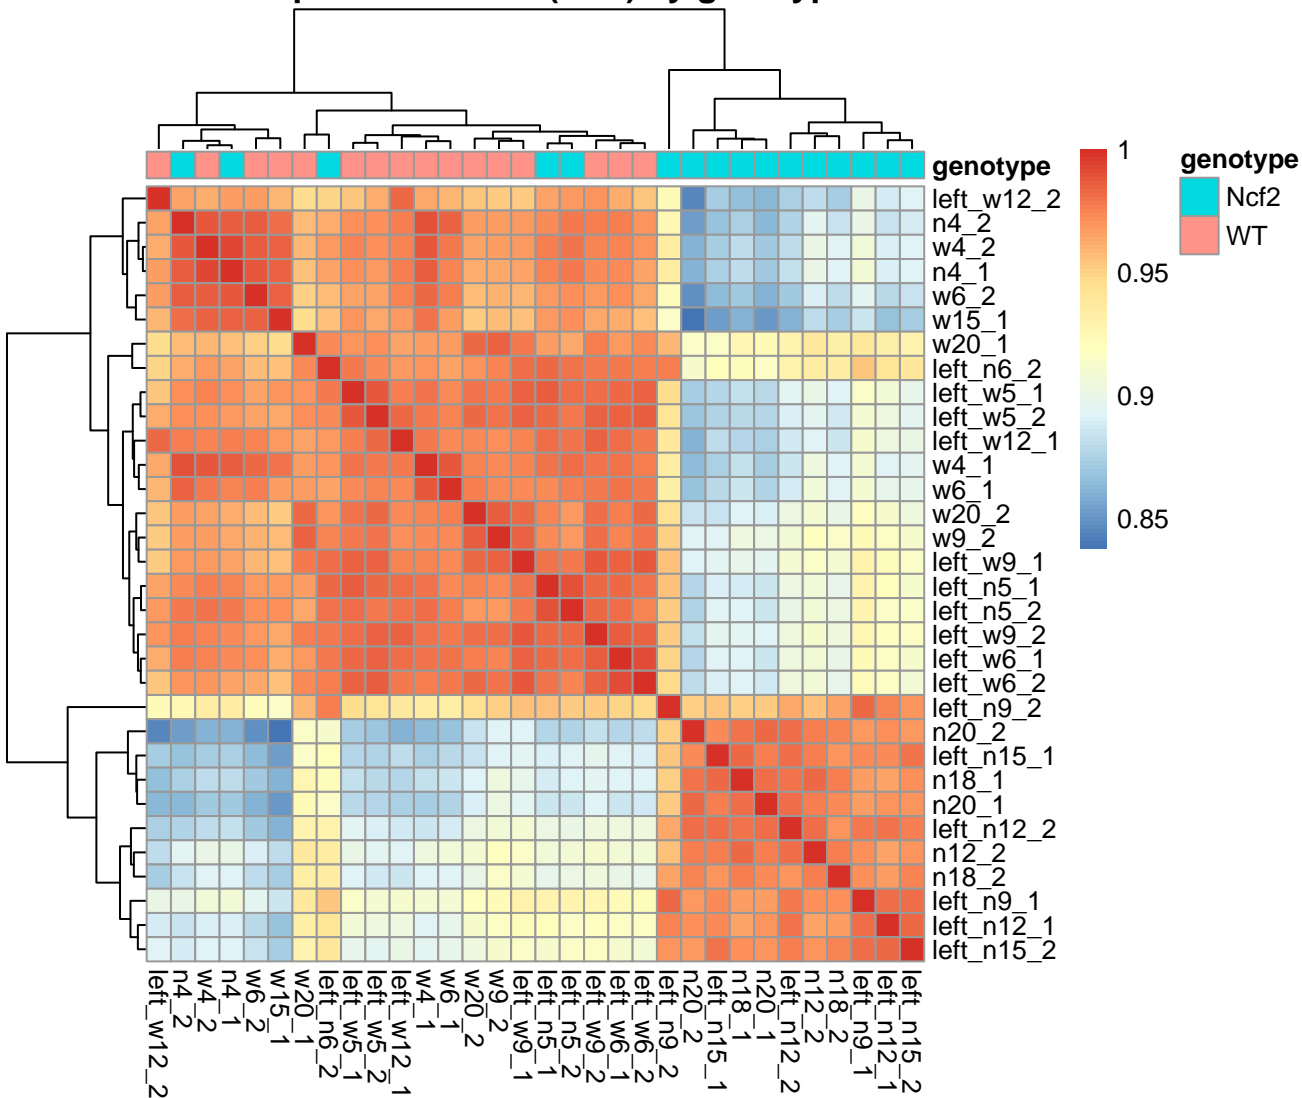 genotype
left_w12_2
n4_2
w4_2
n4_1
w6_2
w15_1
w20_1
left_n6_2
left_w5_1
left_w5_2
left_w12_1
w4_1
w6_1
w20_2
w9_2
left_w9_1
left_n5_1
left_n5_2
left_w9_2
left_w6_1
left_w6_2
left_n9_2
n20_2
left_n15_1
n18_1
n20_1
left_n12_2
n12_2
n18_2
left_n9_1
left_n12_1
left_n15_2
left_w12_2
n4_2
w4_2
n4_1
w6_2
w15_1
w20_1
left_n6_2
left_w5_1
left_w5_2
left_w12_1
w4_1
w6_1
w20_2
w9_2
left_w9_1
left_n5_1
left_n5_2
left_w9_2
left_w6_1
left_w6_2
left_n9_2
n20_2
left_n15_1
n18_1
n20_1
left_n12_2
n12_2
n18_2
left_n9_1
left_n12_1
left_n15_2
1
0.95
0.9
0.85
genotype
Ncf2
WT